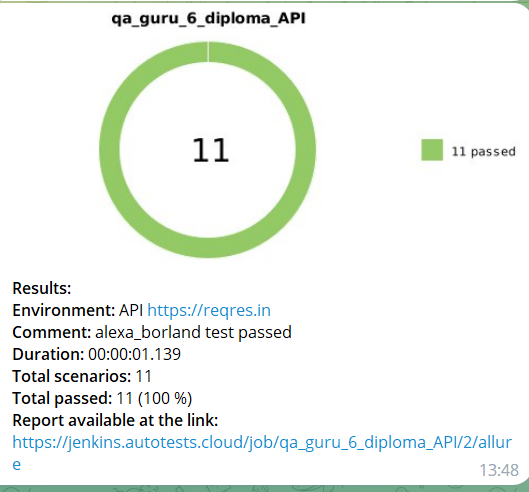 qa_guru_6_diploma_API
11
11 passed
Results:
Environment: API https://reqres.in
Comment: alexa_borland test passed
Duration: 00:00:01.139
Total scenarios: 11
Total passed: 11 (100 %)
Report available at the link:
https://jenkins.autotests.cloud/job/qa_guru_6_diploma_API/2/allur
e
13:48